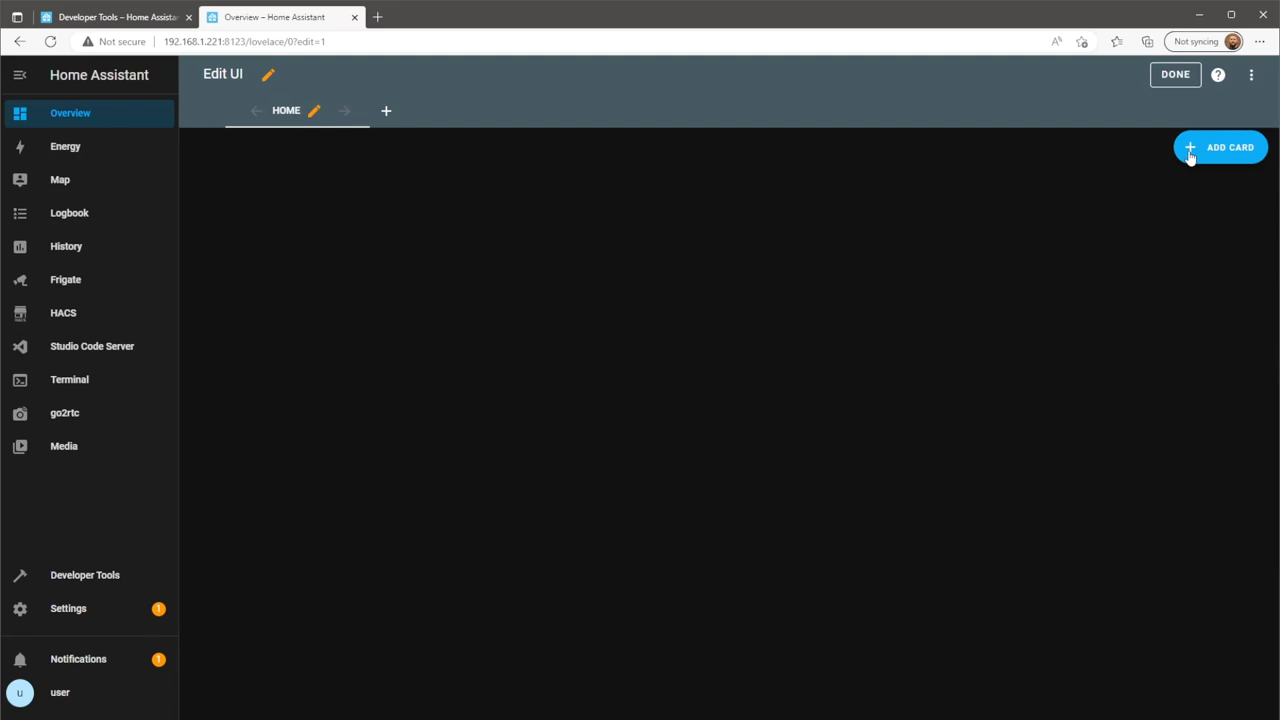 Developer Tools – Home Assista
Overview – Home Assistant
Not secure
192.168.1.221:8123/lovelace/0?edit=1
Not syncing
Home Assistant
Edit UI
DONE
HOME
ADD CARD
Overview
Energy
Map
Logbook
History
Frigate
HACS
Studio Code Server
Terminal
go2rtc
Media
Developer Tools
Settings
1
Notifications
1
u
user